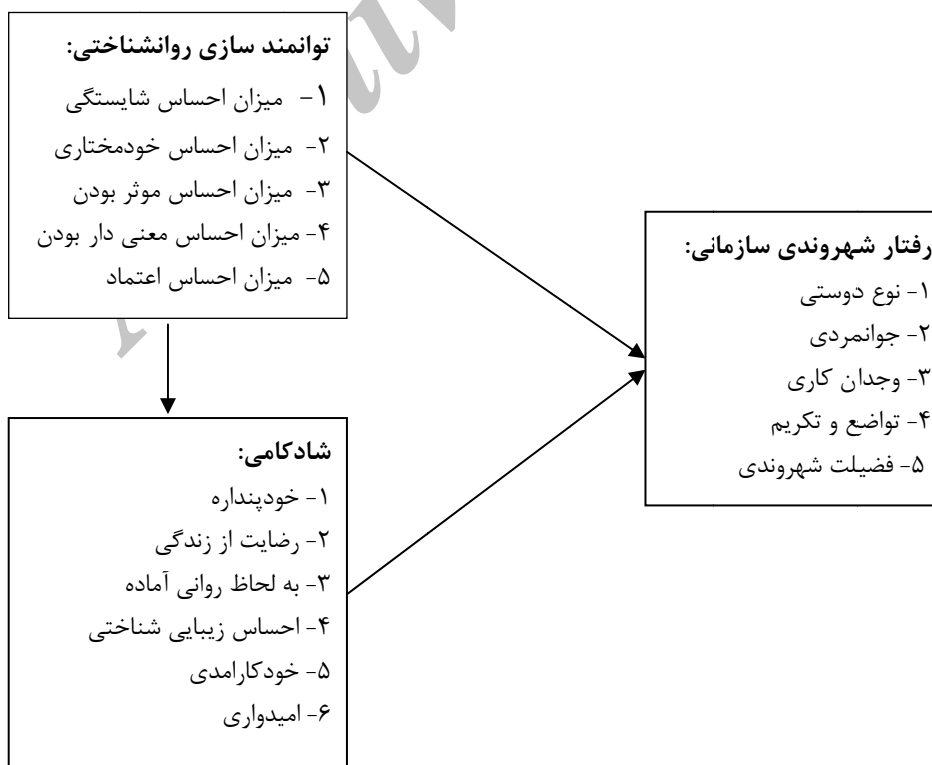 توانمند سازی روانشناختی:
۱- میزان احساس شایستگی
۲- میزان احساس خودمختاری
۳- میزان احساس موثر بودن
۴- میزان احساس معنی دار بودن
۵- میزان احساس اعتماد
رفتار شهروندی سازمانی:
۱- نوع دوستی
۲- جوانمردی
۳- وجدان کاری
۴- تواضع و تکریم
۵- فضیلت شهروندی
شادکامی:
۱- خودپنداره
۲- رضایت از زندگی
۳- به لحاظ روانی آماده
۴- احساس زیبایی شناختی
۵- خودکارامدی
۶- امیدواری